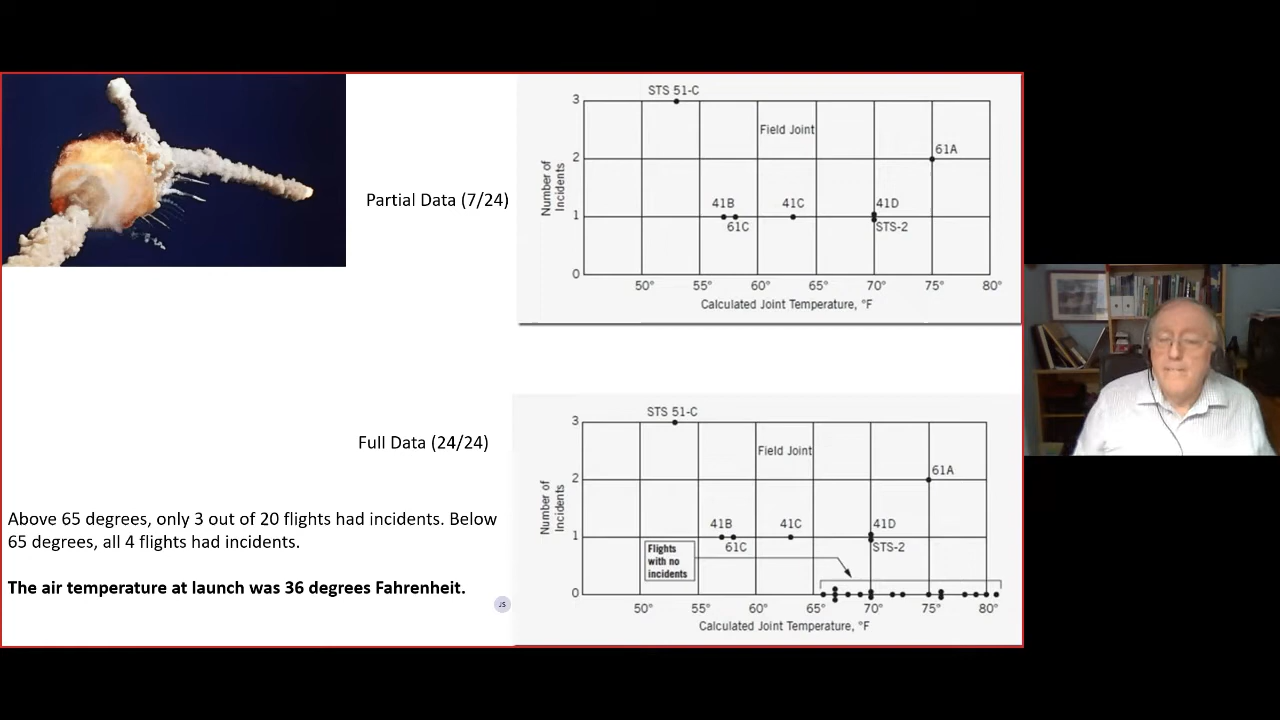 STS 51-C
3
Field Joint
61A
2
Partial Data (7/24)
Number of
Incidents
41B
41C
41D
1
61C
STS-2
0
50° 55° 60° 65° 70° 75° 80°
Calculated Joint Temperature, °F
STS 51-C
3
Full Data (24/24)
Field Joint
61A
2
Number of
Incidents
41B
41C
41D
1
61C
STS-2
Flights
with no
incidents
0
50° 55° 60° 65° 70° 75° 80°
Calculated Joint Temperature, °F
Above 65 degrees, only 3 out of 20 flights had incidents. Below
65 degrees, all 4 flights had incidents.
The air temperature at launch was 36 degrees Fahrenheit.
JS